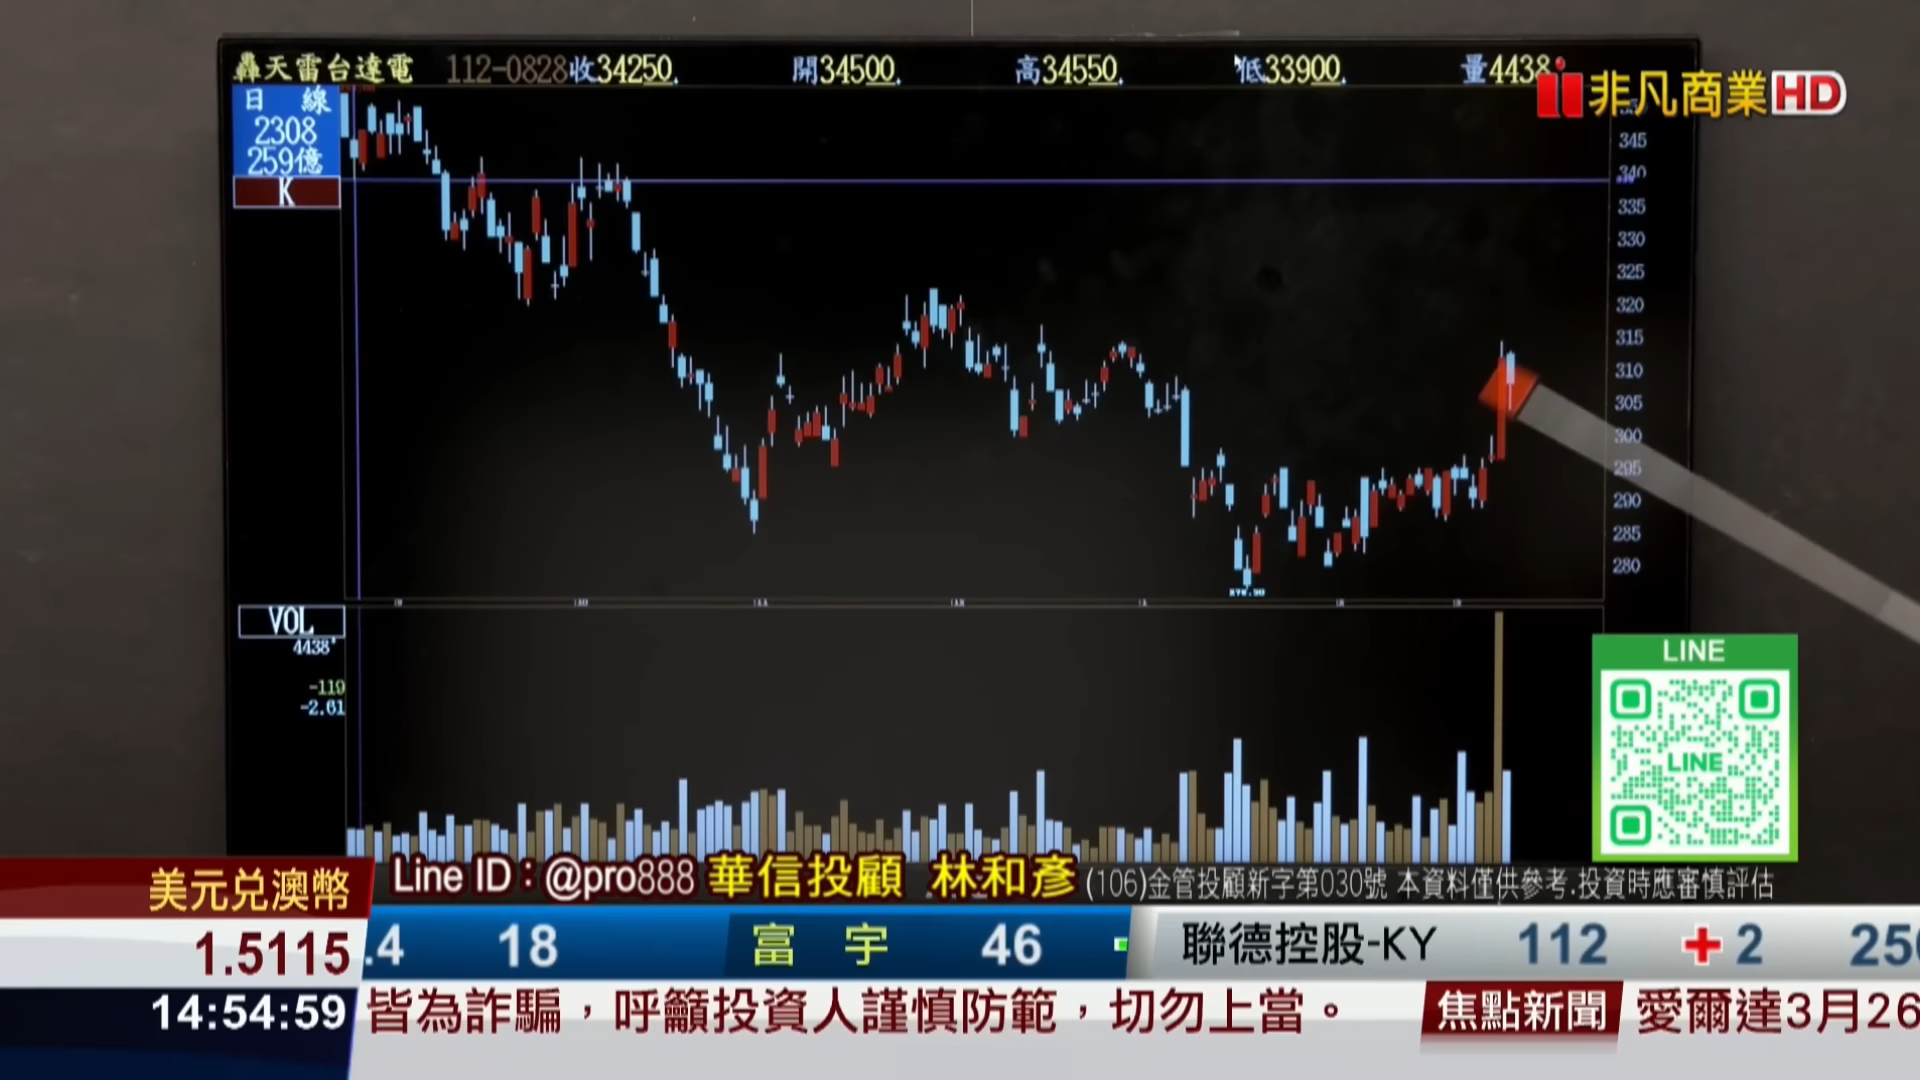 轟天雷台達電 112-0828收34250. 開34500. 高34550. 低33900. 量4438
非凡商業HD
日 線
2308
259億
K
345
340
335
330
325
320
315
310
305
300
295
290
285
280
VOL
4438
-119
-2.61
LINE
LINE
Line ID：@pro888 華信投顧 林和彥 (106)金管投顧新字第030號 本資料僅供參考.投資時應審慎評估
美元兌澳幣
1.5115
.4 18 富宇 46 聯德控股-KY 112 +2 250
14:54:59
皆為詐騙，呼籲投資人謹慎防範，切勿上當。 焦點新聞 愛爾達3月26